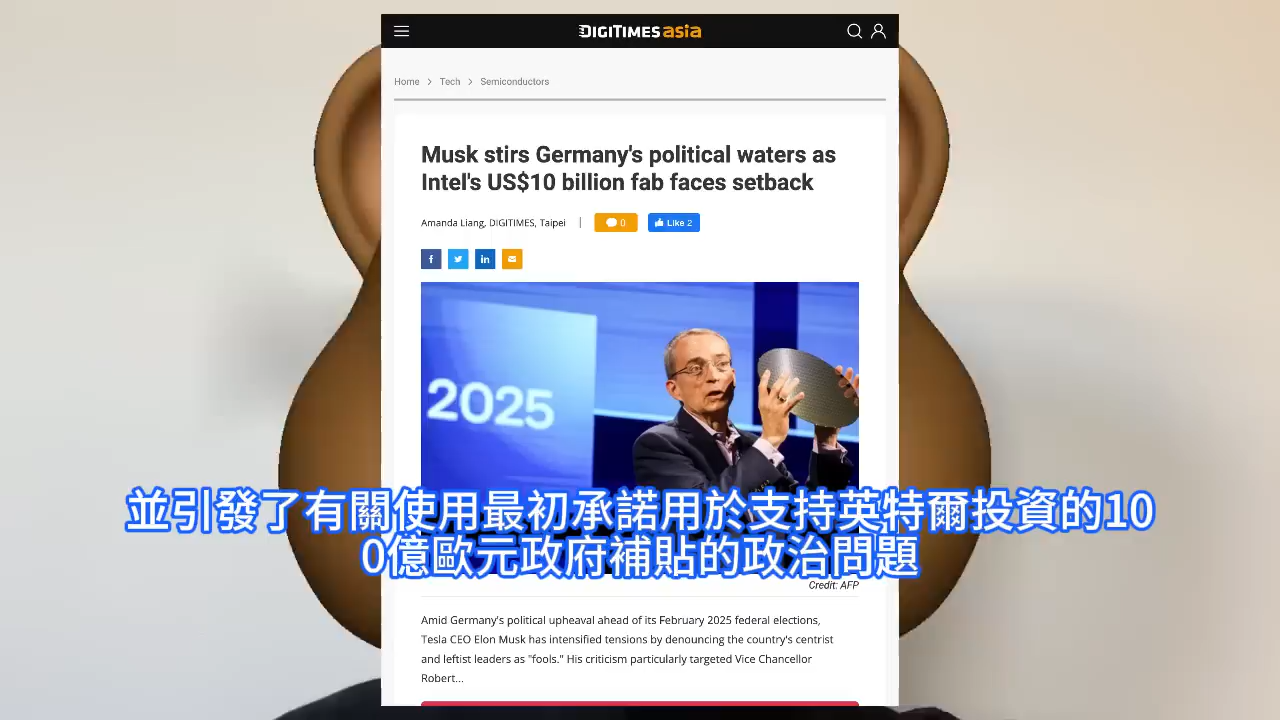 DIGITIMES asia
Home > Tech > Semiconductors
Musk stirs Germany's political waters as
Intel's US$10 billion fab faces setback
Amanda Liang, DIGITIMES, Taipei | 0 Like 2
2025
並引發了有關使用最初承諾用於支持英特爾投資的10
0億歐元政府補貼的政治問題
Credit: AFP
Amid Germany's political upheaval ahead of its February 2025 federal elections,
Tesla CEO Elon Musk has intensified tensions by denouncing the country's centrist
and leftist leaders as "fools." His criticism particularly targeted Vice Chancellor
Robert...